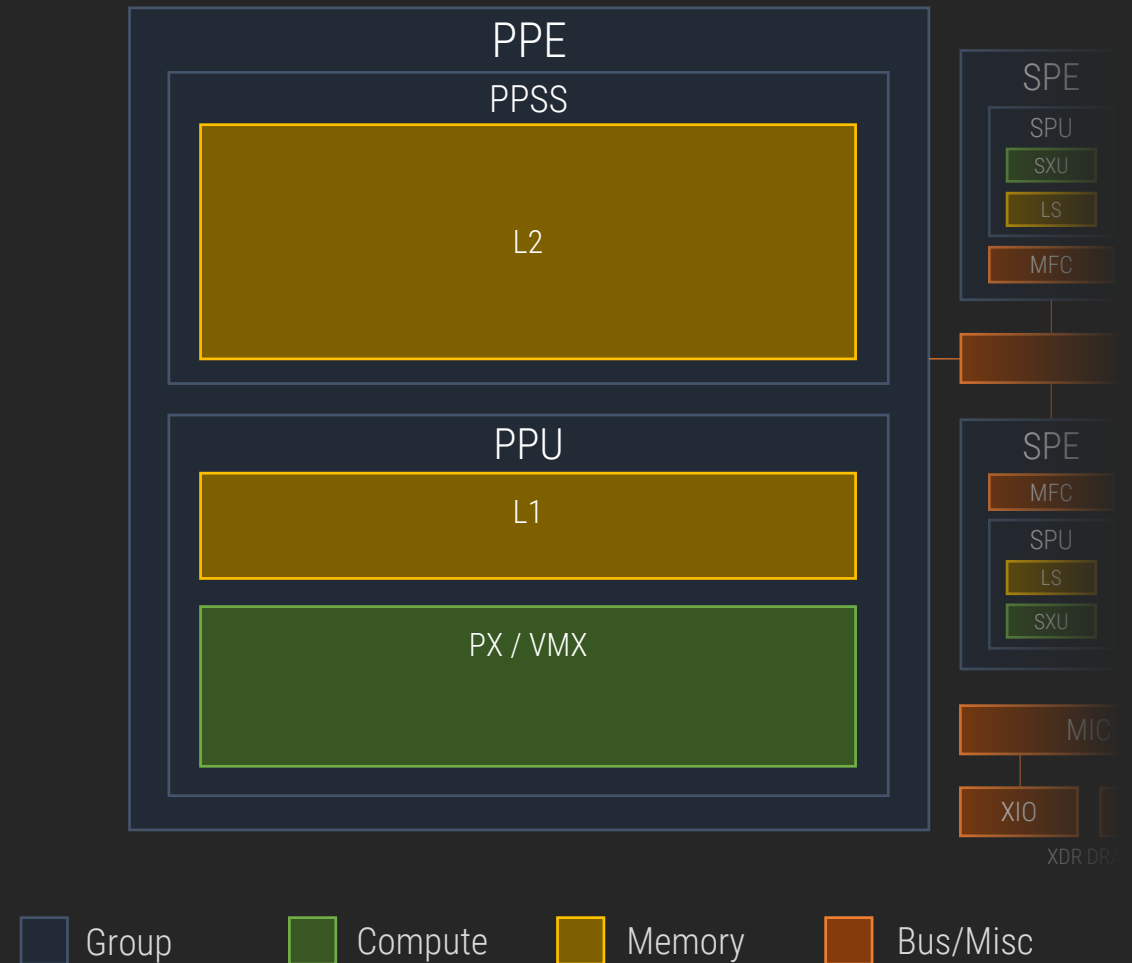 PPE
PPSS
L2
PPU
L1
PX / VMX
SPE
SPU
SXU
LS
MFC
SPE
MFC
SPU
LS
SXU
MIC
XIO
XDR
Group
Compute
Memory
Bus/Misc